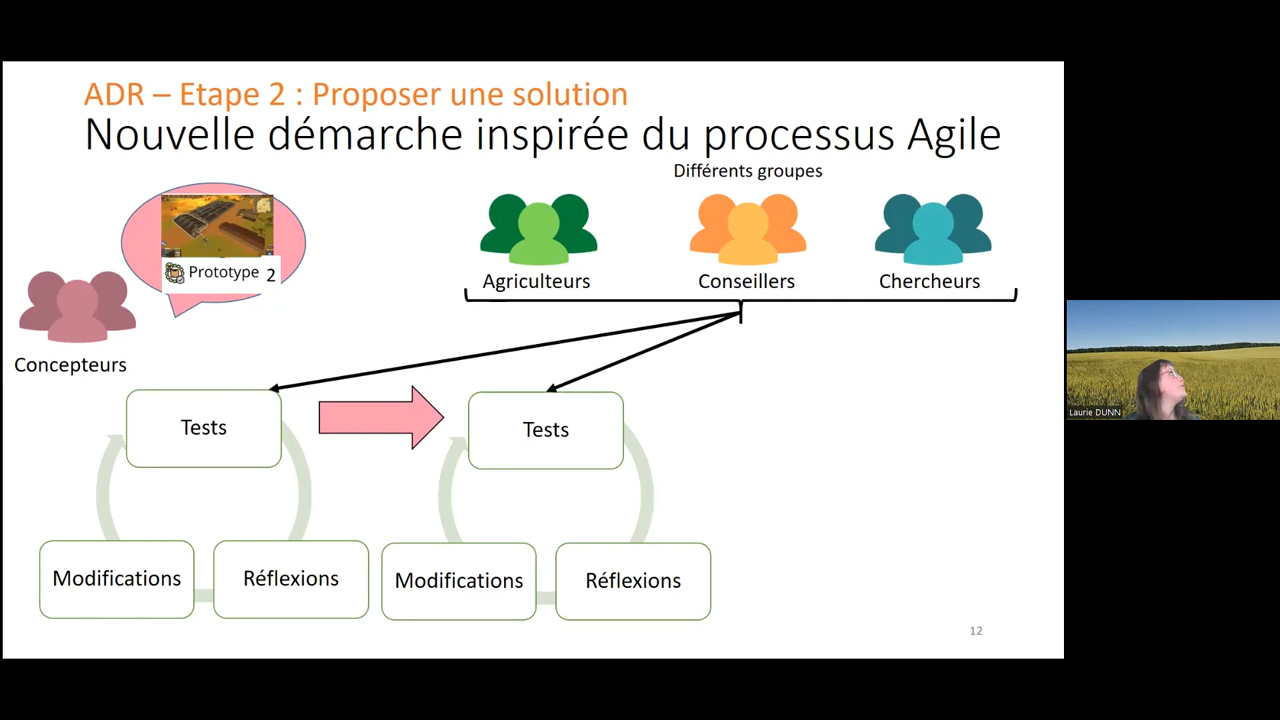 ADR – Etape 2 : Proposer une solution
Nouvelle démarche inspirée du processus Agile
Différents groupes
Prototype 2
Agriculteurs
Conseillers
Chercheurs
Concepteurs
Tests
Tests
Modifications
Réflexions
Modifications
Réflexions
12
Laurie DUNN